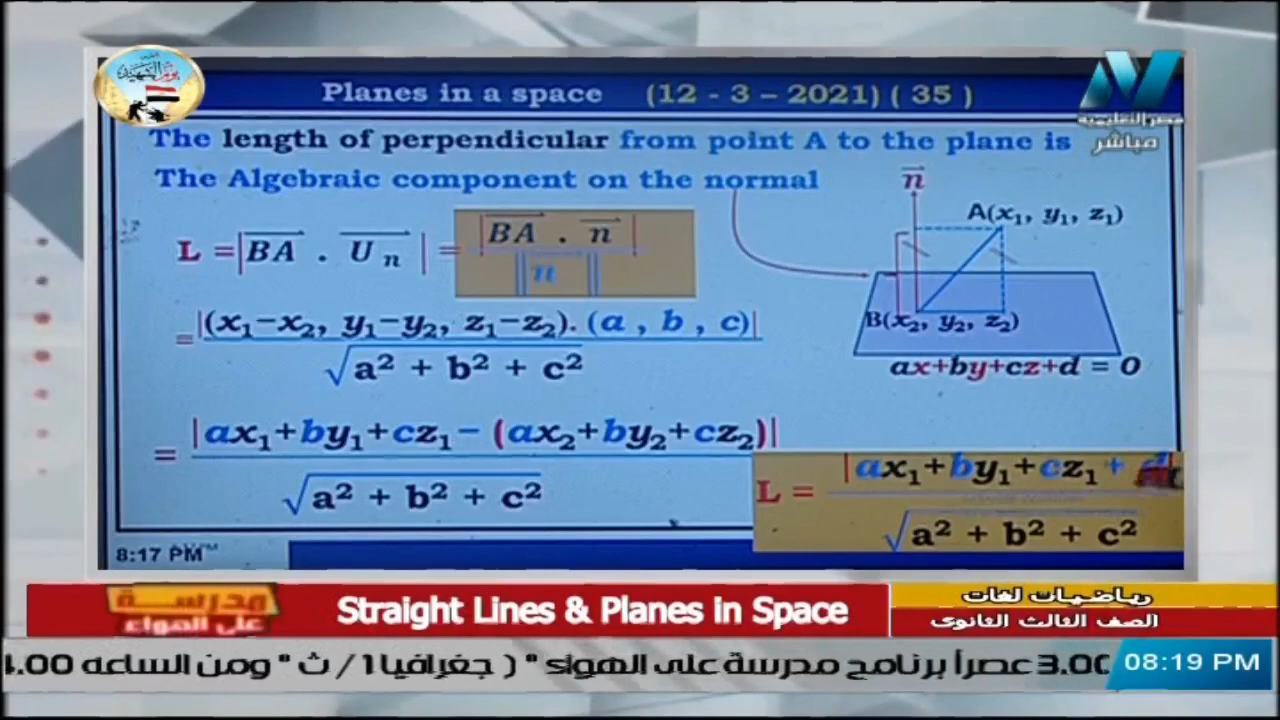 يوم الشهيد
Planes in a space (12 - 3 – 2021) ( 35 )
مصر التعليمية
مباشر
The length of perpendicular from point A to the plane is
The Algebraic component on the normal
L =|BA⃗ . U⃗ₙ| = |BA⃗ . n⃗| / ||n||
= |(x₁−x₂, y₁−y₂, z₁−z₂). (a , b , c)| / √(a² + b² + c²)
= |ax₁+by₁+cz₁− (ax₂+by₂+cz₂)| / √(a² + b² + c²)
n⃗
A(x₁, y₁, z₁)
B(x₂, y₂, z₂)
ax+by+cz+d = 0
L = |ax₁+by₁+cz₁ + / √(a² + b² + c²)
8:17 PM
مدرسة
على الهواء
Straight Lines & Planes in Space
رياضيات لغات
الصف الثالث الثانوى
3.00 عصراً برنامج مدرسة على الهواء " ( جغرافيا 1 / ث " ومن الساعه 4.00
08:19 PM